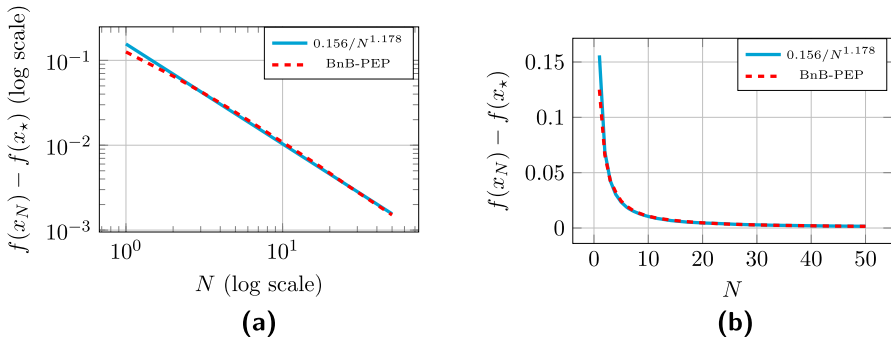 f(x_N) − f(x_⋆) (log scale)
10^−1
10^−2
10^−3
0.156/N^1.178
BnB-PEP
10^0
10^1
N (log scale)
(a)
f(x_N) − f(x_⋆)
0.15
0.1
0.05
0
0.156/N^1.178
BnB-PEP
0 10 20 30 40 50
N
(b)